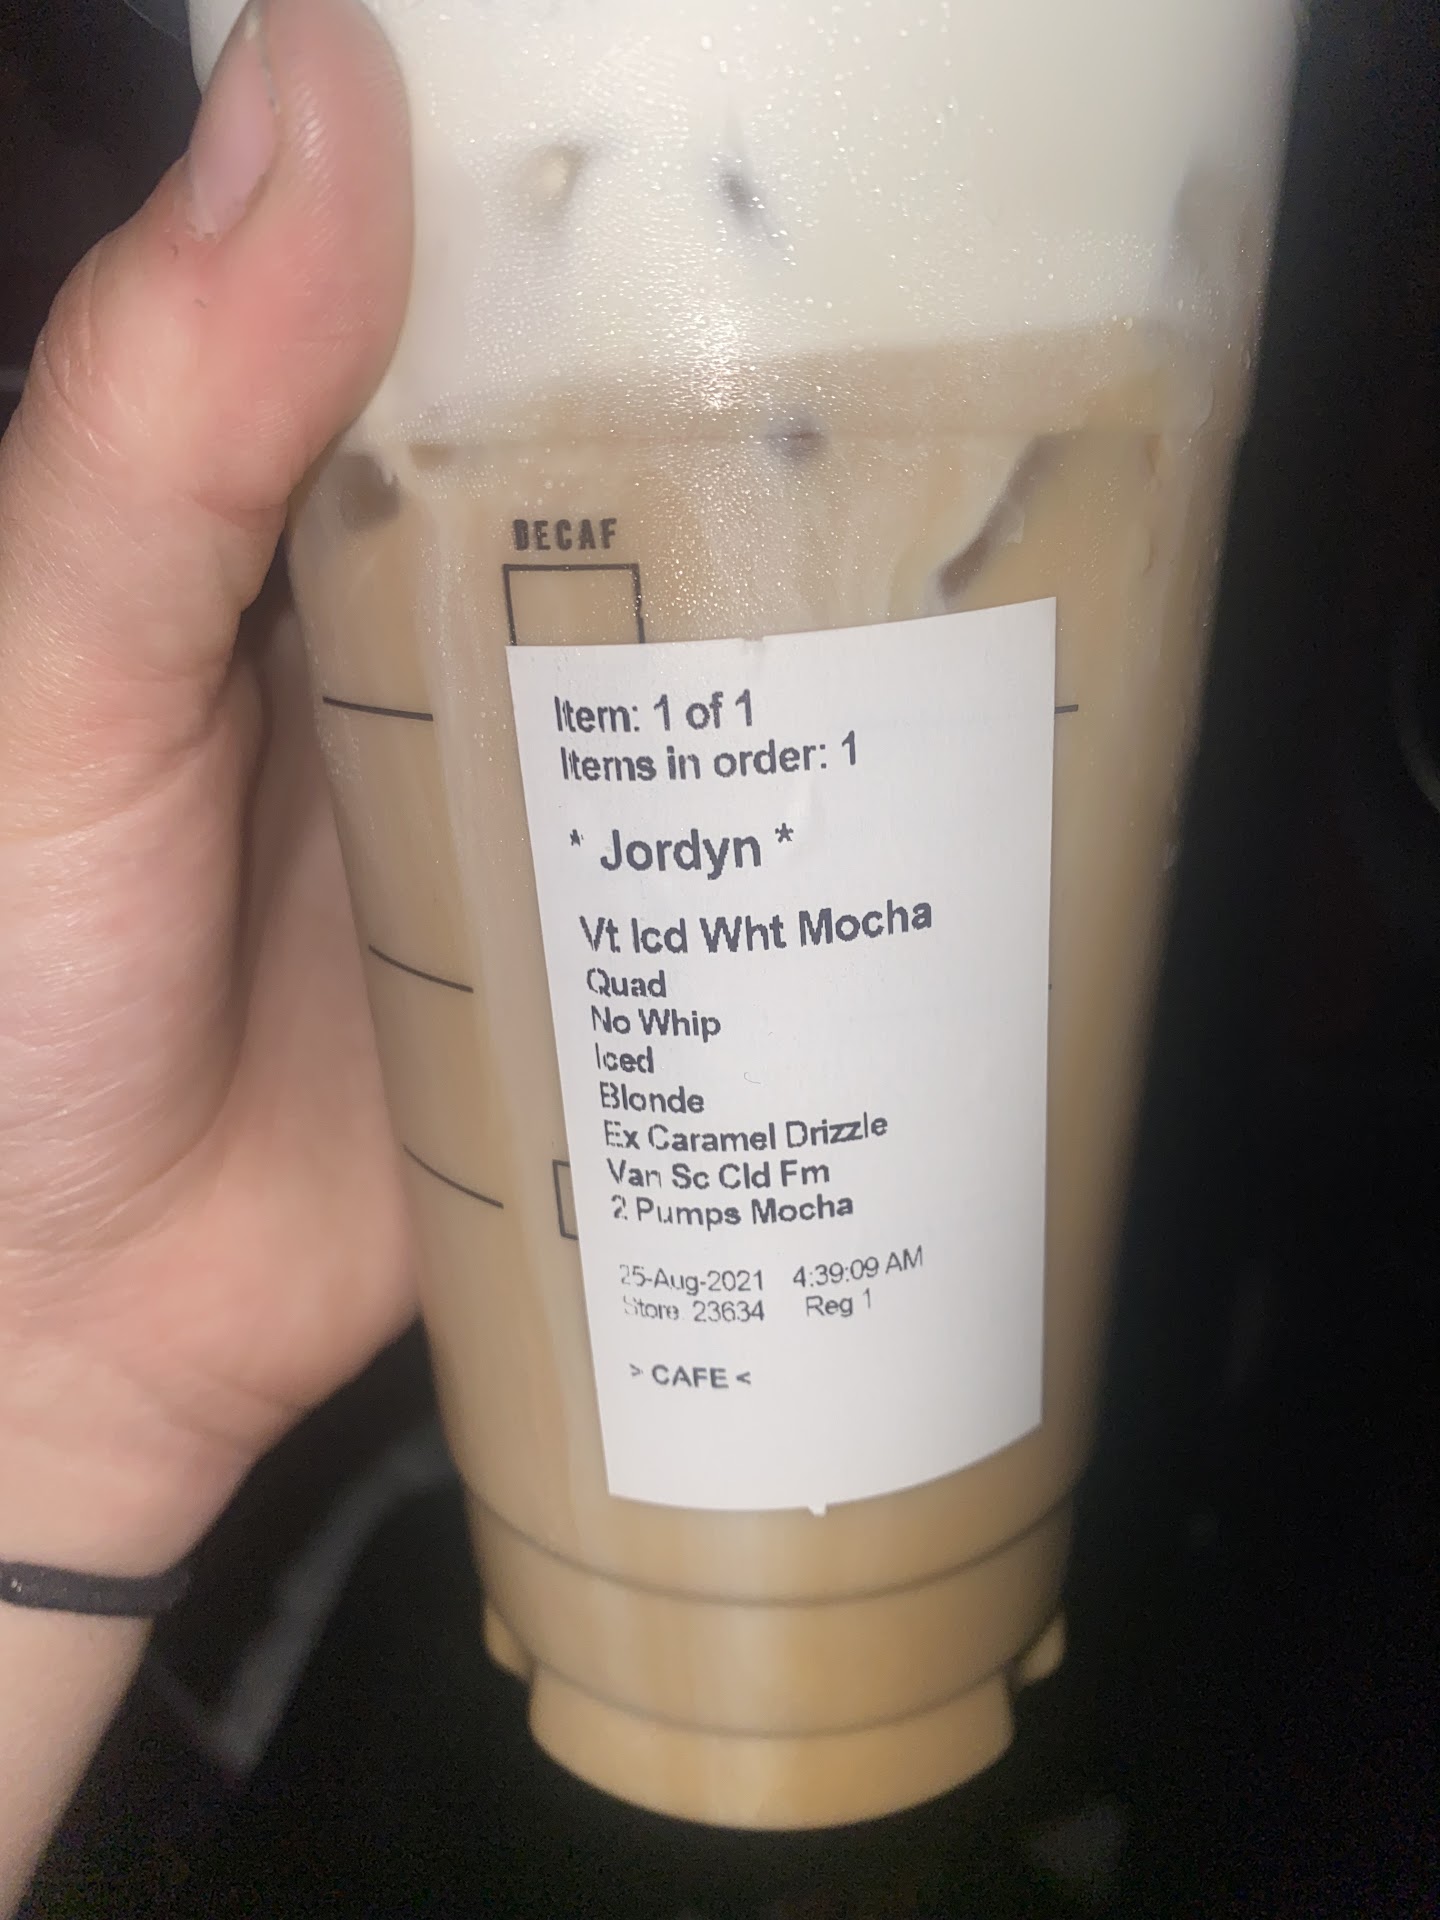 DECAF
Item: 1 of 1
Items in order: 1
* Jordyn *
Vt Icd Wht Mocha
Quad
No Whip
Iced
Blonde
Ex Caramel Drizzle
Van Sc Cld Fm
2 Pumps Mocha
25-Aug-2021 4:39:09 AM
Store 23634 Reg 1
> CAFE <